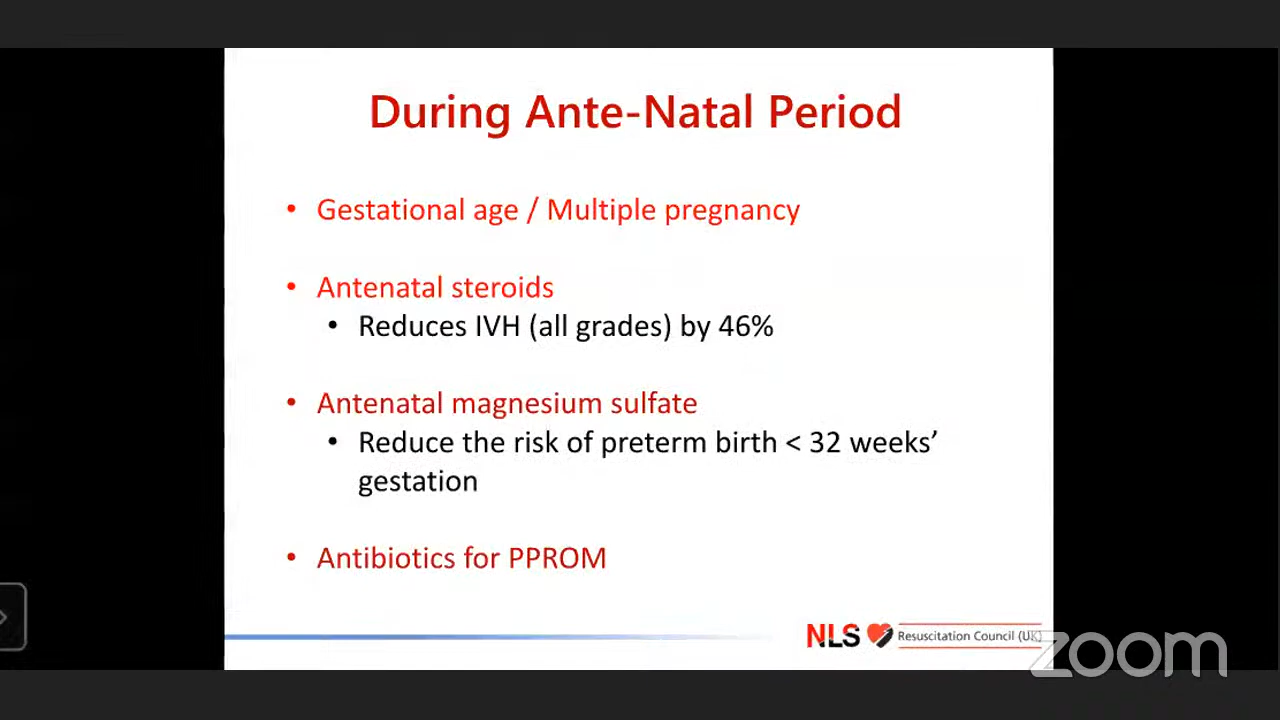 During Ante-Natal Period
• Gestational age / Multiple pregnancy
• Antenatal steroids
• Reduces IVH (all grades) by 46%
• Antenatal magnesium sulfate
• Reduce the risk of preterm birth < 32 weeks’
gestation
• Antibiotics for PPROM
NLS Resuscitation Council (UK)
zoom